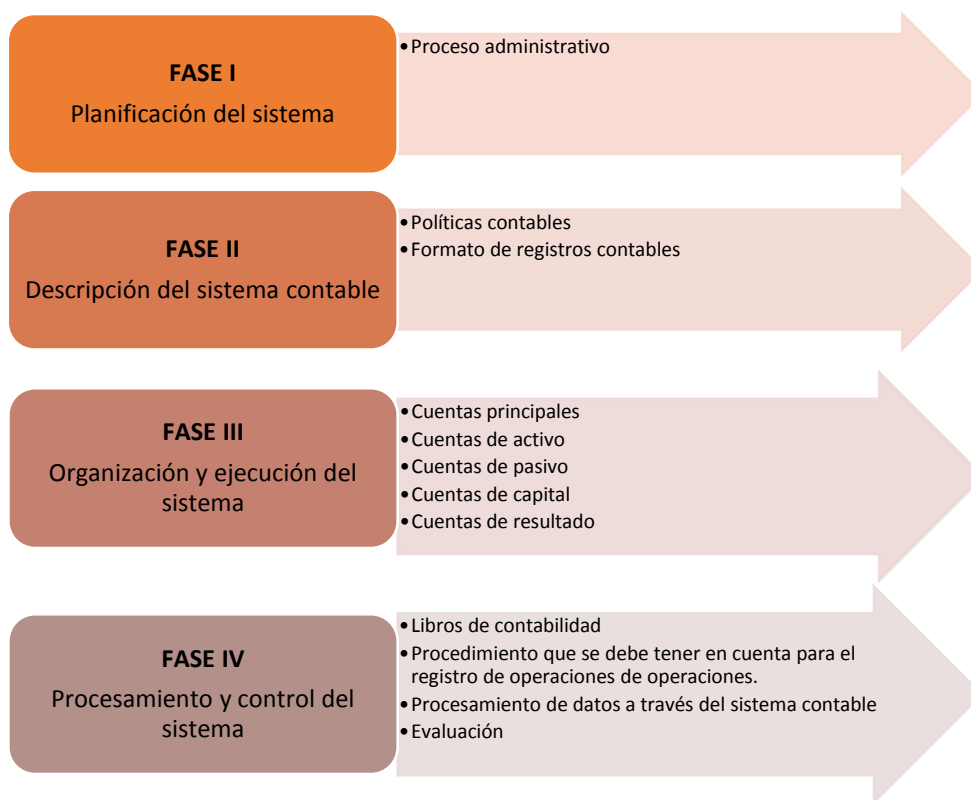 FASE I
Planificación del sistema
•Proceso administrativo
FASE II
Descripción del sistema contable
•Políticas contables
•Formato de registros contables
FASE III
Organización y ejecución del
sistema
•Cuentas principales
•Cuentas de activo
•Cuentas de pasivo
•Cuentas de capital
•Cuentas de resultado
FASE IV
Procesamiento y control del
sistema
•Libros de contabilidad
•Procedimiento que se debe tener en cuenta para el
registro de operaciones de operaciones.
•Procesamiento de datos a través del sistema contable
•Evaluación